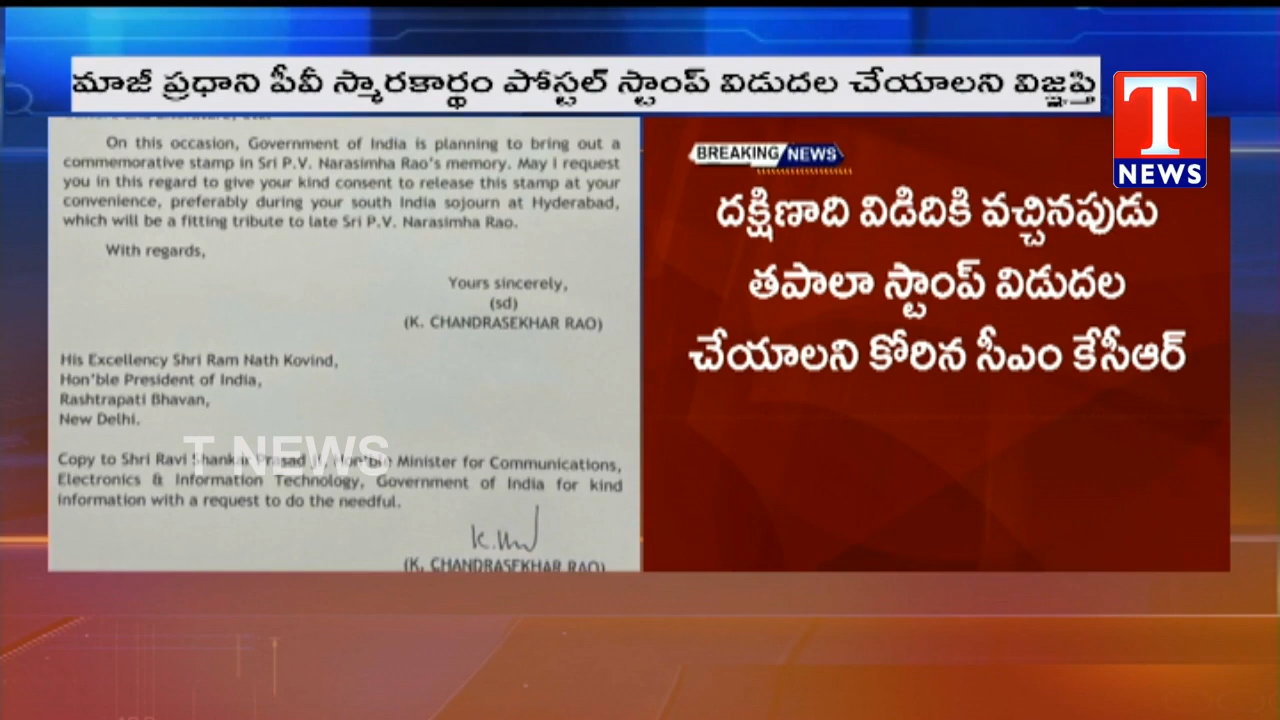 మాజీ ప్రధాని పీవీ స్మారకార్థం పోస్టల్ స్టాంప్ విడుదల చేయాలని విజ్ఞప్తి
T
NEWS
On this occasion, Government of India is planning to bring out a
commemorative stamp in Sri P.V. Narasimha Rao's memory. May I request
you in this regard to give your kind consent to release this stamp at your
convenience, preferably during your south India sojourn at Hyderabad,
which will be a fitting tribute to late Sri P.V. Narasimha Rao.
With regards,
Yours sincerely,
(sd)
(K. CHANDRASEKHAR RAO)
His Excellency Shri Ram Nath Kovind,
Hon'ble President of India,
Rashtrapati Bhavan,
New Delhi.
T NEWS
Copy to Shri Ravi Shankar Prasad Hon'ble Minister for Communications,
Electronics & Information Technology, Government of India for kind
information with a request to do the needful.
(K. CHANDRASEKHAR RAO)
BREAKING NEWS
దక్షిణాది విడిదికి వచ్చినపుడు
తపాలా స్టాంప్ విడుదల
చేయాలని కోరిన సీఎం కేసీఆర్